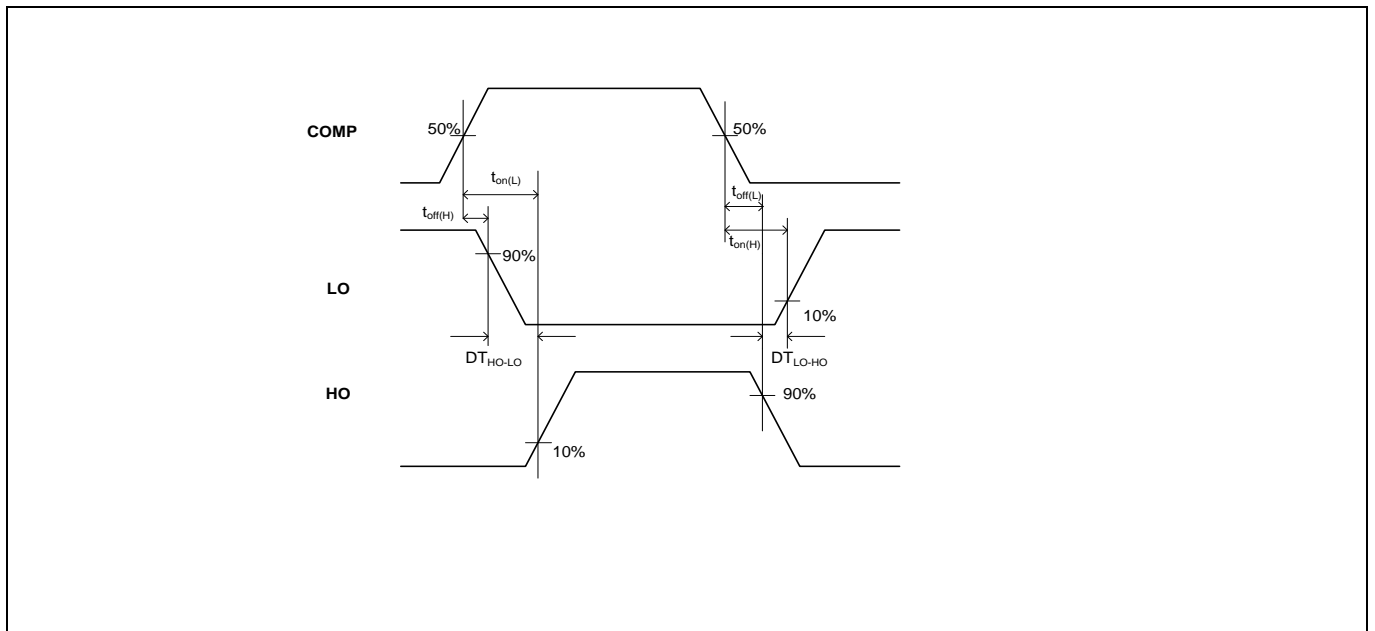 COMP
50%
50%
t_on(L)
t_off(L)
t_off(H)
t_on(H)
90%
LO
10%
DT_HO-LO
DT_LO-HO
HO
90%
10%